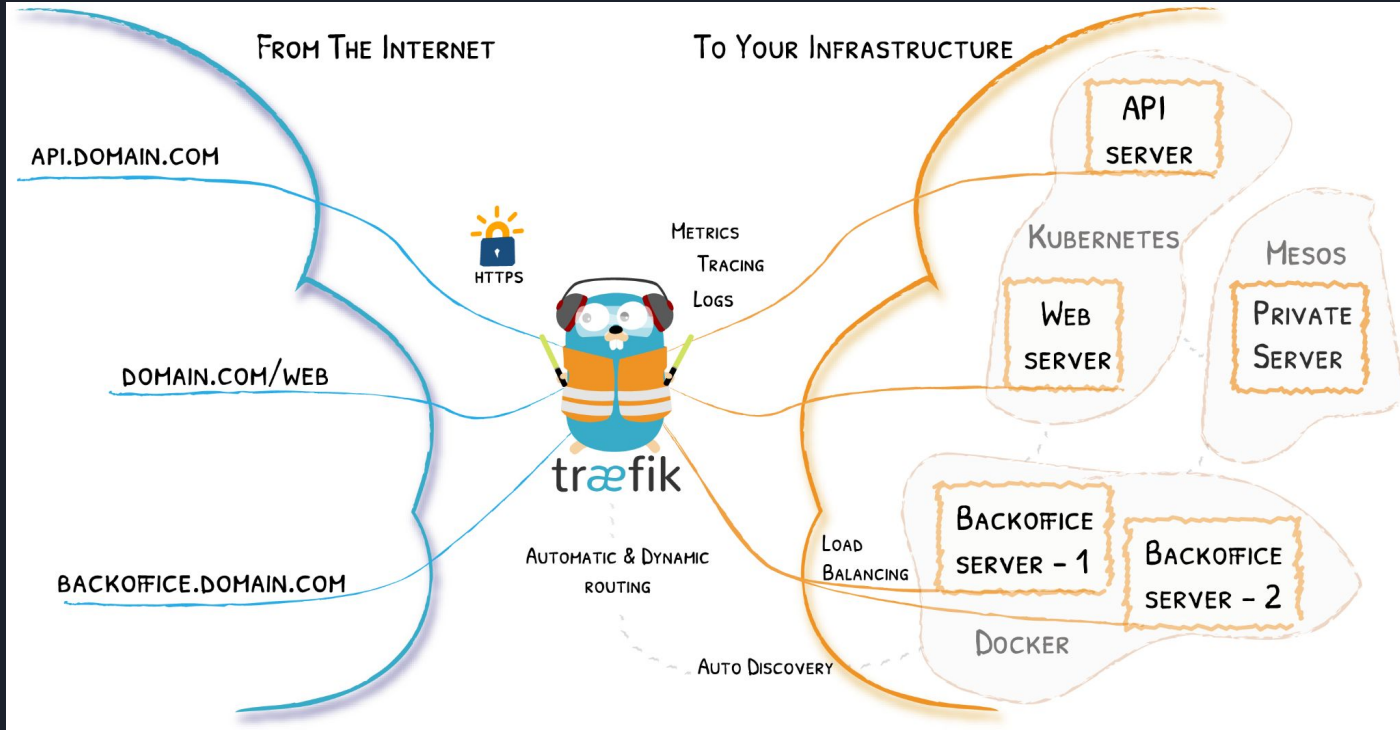 FROM THE INTERNET
TO YOUR INFRASTRUCTURE
API.DOMAIN.COM
DOMAIN.COM/WEB
BACKOFFICE.DOMAIN.COM
HTTPS
METRICS
TRACING
LOGS
træfik
AUTOMATIC & DYNAMIC
ROUTING
AUTO DISCOVERY
LOAD
BALANCING
API
SERVER
KUBERNETES
WEB
SERVER
MESOS
PRIVATE
SERVER
BACKOFFICE
SERVER - 1
BACKOFFICE
SERVER - 2
DOCKER